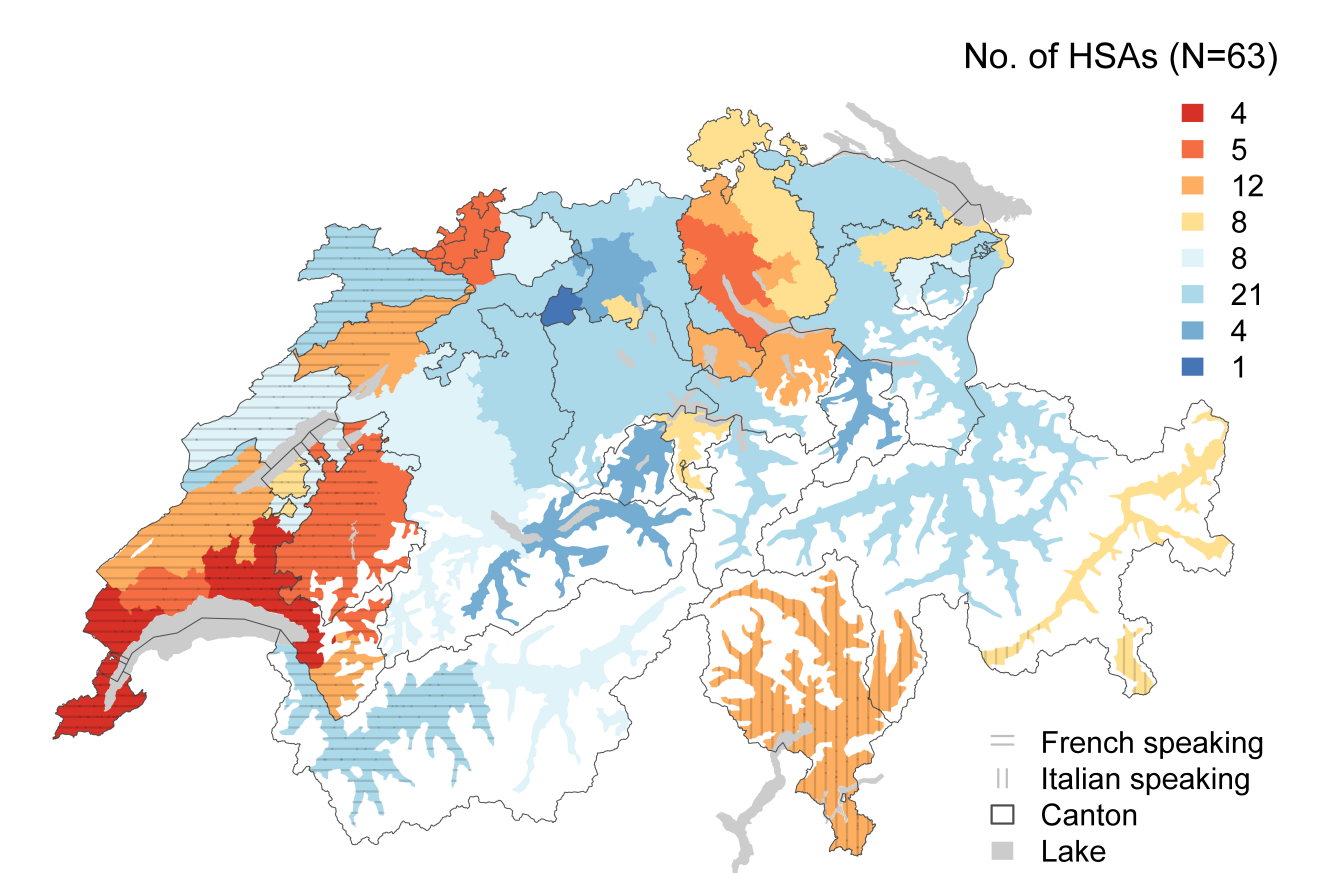 No. of HSAs (N=63)
4
5
12
8
8
21
4
1
French speaking
Italian speaking
Canton
Lake